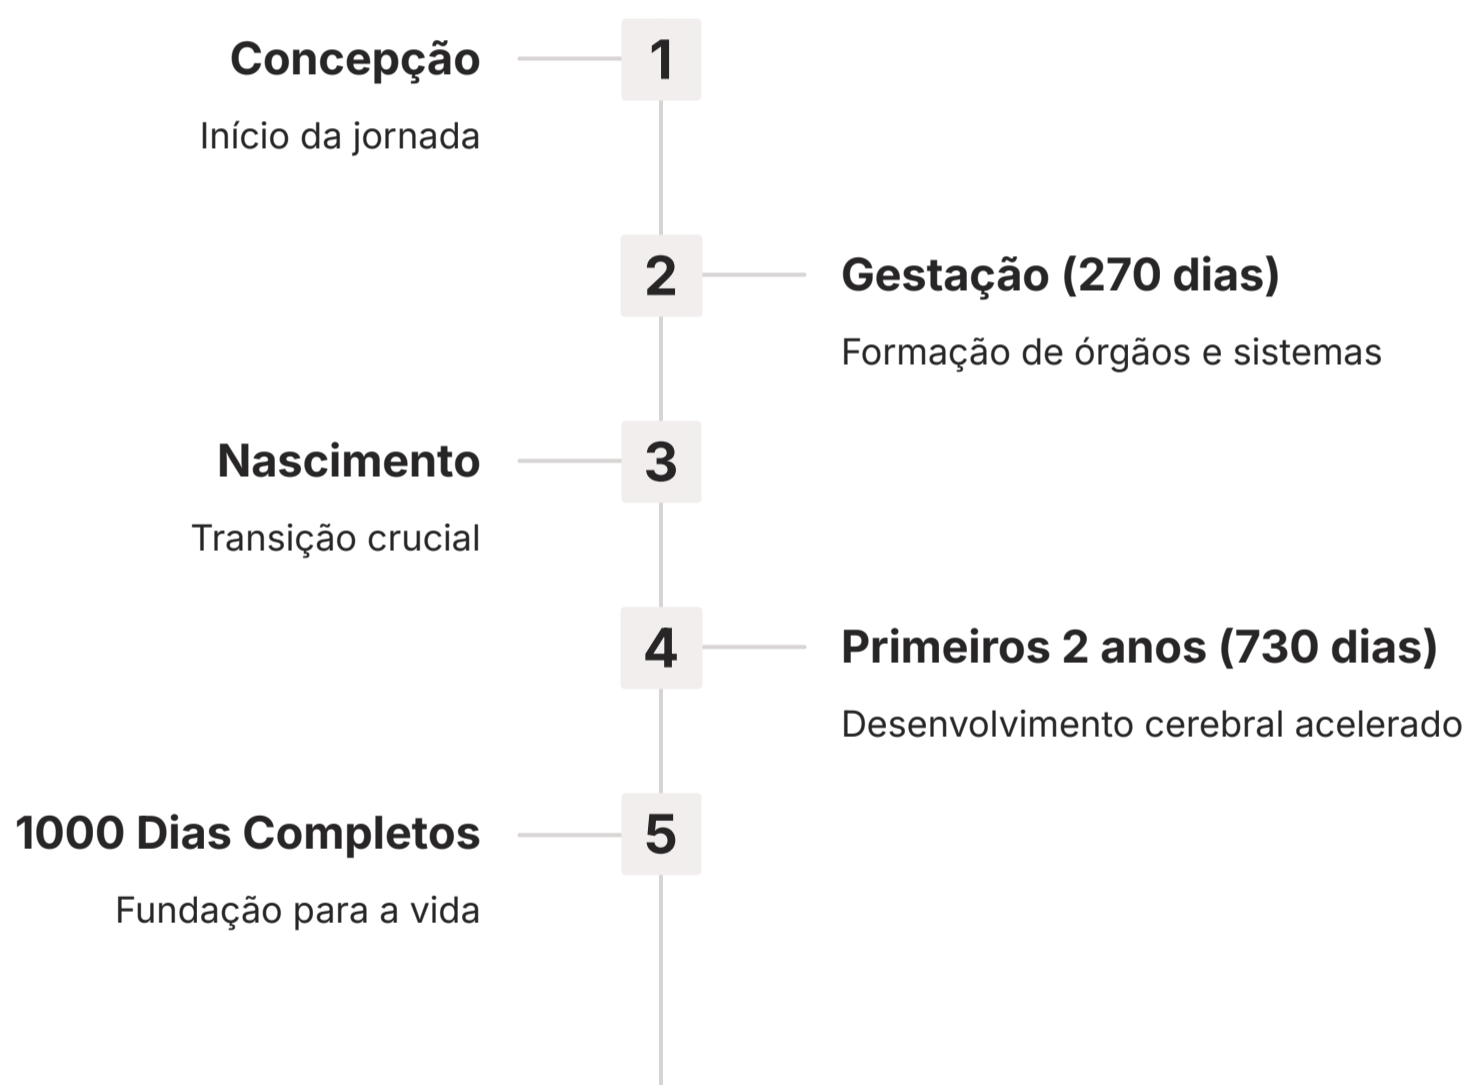 Concepção
1
Início da jornada
2
Gestação (270 dias)
Formação de órgãos e sistemas
Nascimento
3
Transição crucial
4
Primeiros 2 anos (730 dias)
Desenvolvimento cerebral acelerado
1000 Dias Completos
5
Fundação para a vida